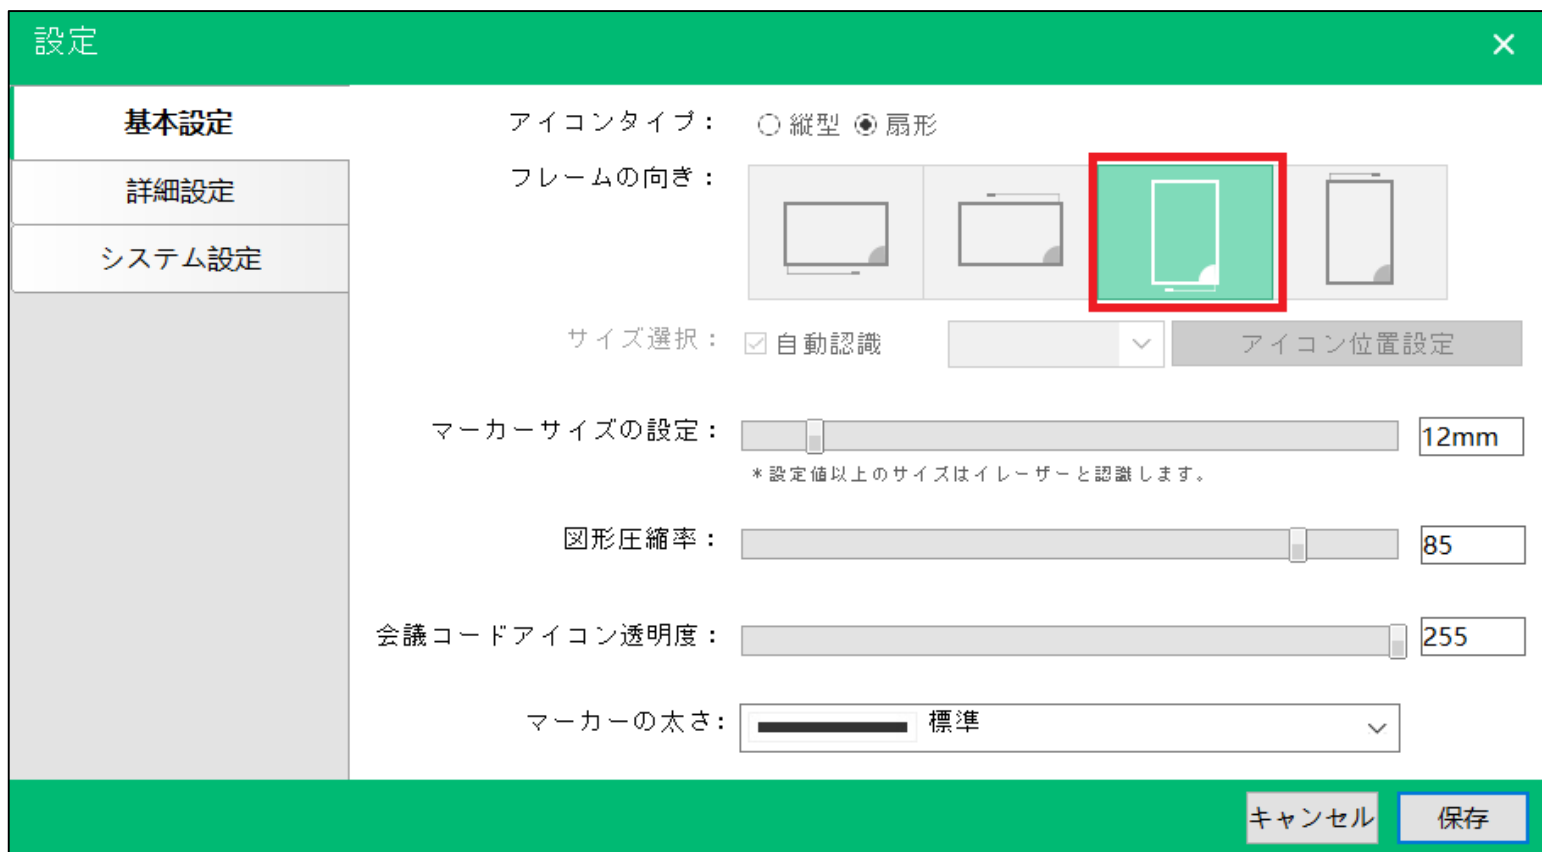 設定
基本設定
詳細設定
システム設定
アイコンタイプ： 縦型 扇形
フレームの向き：
サイズ選択： 自動認識 アイコン位置設定
マーカーサイズの設定： 12mm
＊設定値以上のサイズはイレーザーと認識します。
図形圧縮率： 85
会議コードアイコン透明度： 255
マーカーの太さ: 標準
キャンセル 保存